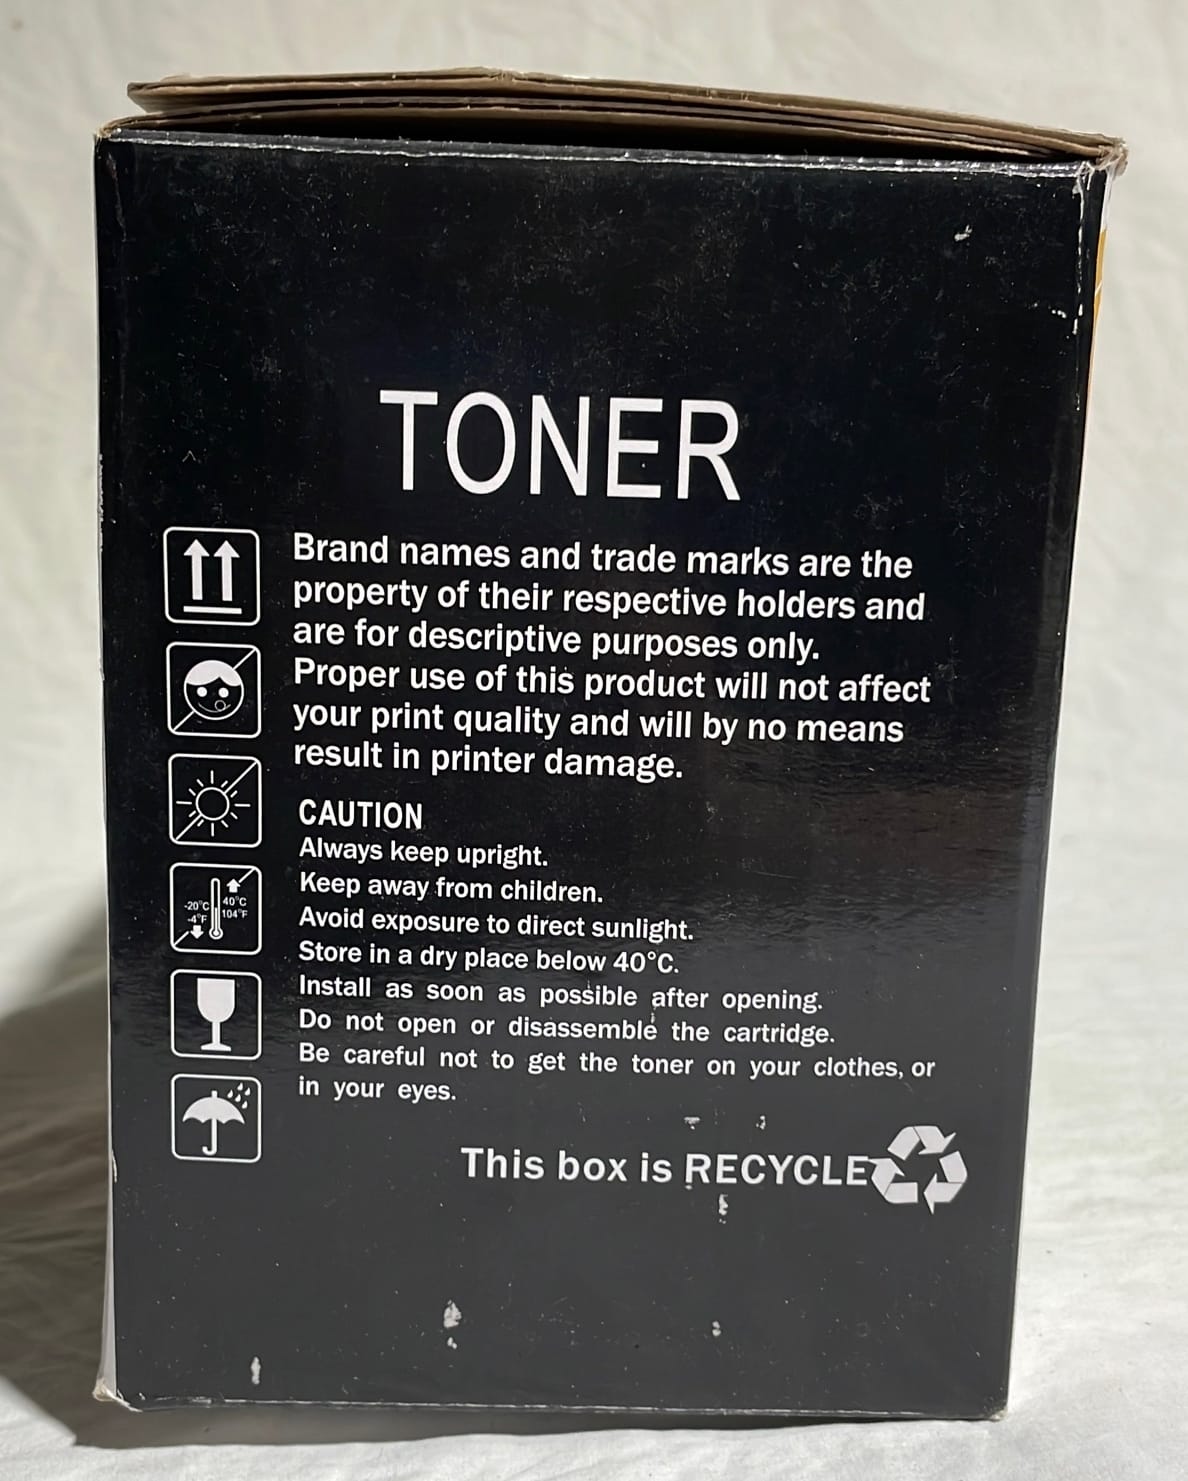 TONER
Brand names and trade marks are the
property of their respective holders and
are for descriptive purposes only.
Proper use of this product will not affect
your print quality and will by no means
result in printer damage.
CAUTION
Always keep upright.
Keep away from children.
Avoid exposure to direct sunlight.
-20°C 40°C
-4°F 104°F
Store in a dry place below 40°C.
Install as soon as possible after opening.
Do not open or disassemble the cartridge.
Be careful not to get the toner on your clothes, or
in your eyes.
This box is RECYCLE